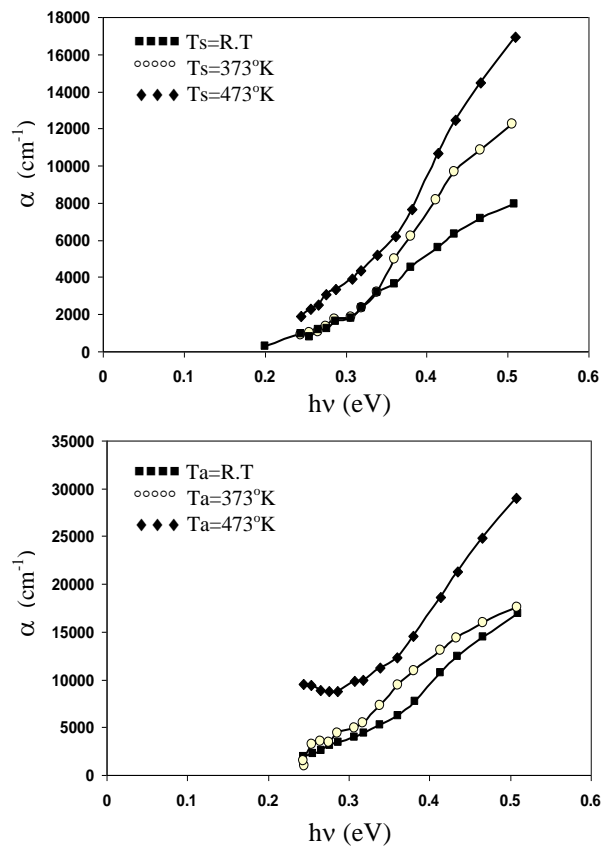 18000
16000
14000
12000
10000
8000
6000
4000
2000
0
α (cm⁻¹)
Ts=R.T
Ts=373°K
Ts=473°K
0 0.1 0.2 0.3 0.4 0.5 0.6
hν (eV)
35000
30000
25000
20000
15000
10000
5000
0
α (cm⁻¹)
Ta=R.T
Ta=373°K
Ta=473°K
0 0.1 0.2 0.3 0.4 0.5 0.6
hν (eV)